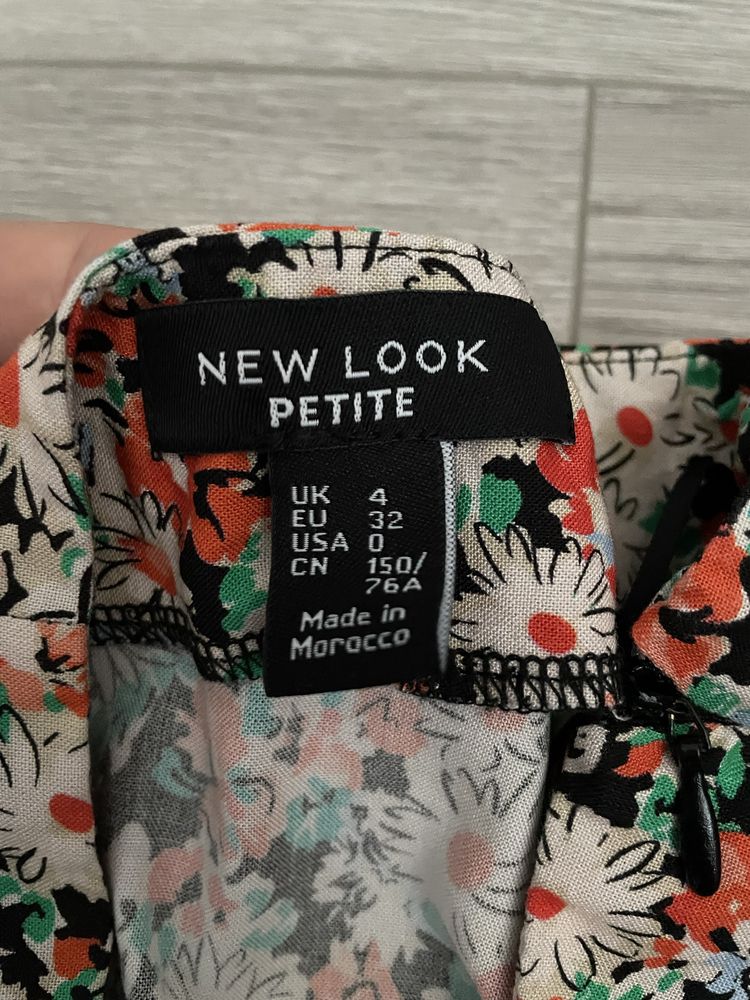 NEW LOOK
PETITE
UK 4
EU 32
USA 0
CN 150/
76A
Made in
Morocco